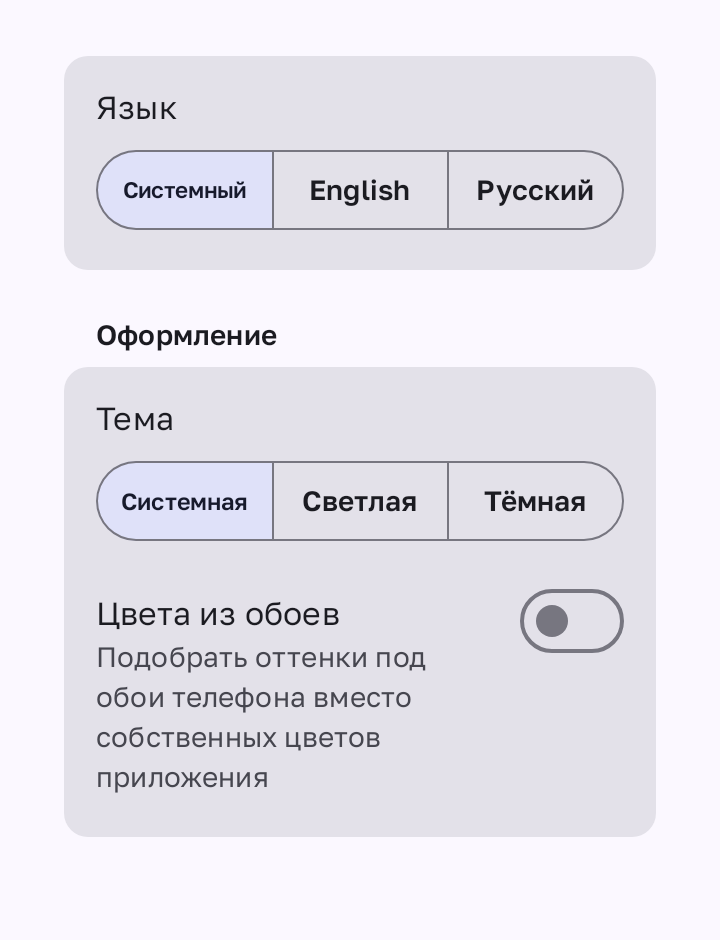 Язык
Системный English Русский
Оформление
Тема
Системная Светлая Тёмная
Цвета из обоев
Подобрать оттенки под
обои телефона вместо
собственных цветов
приложения